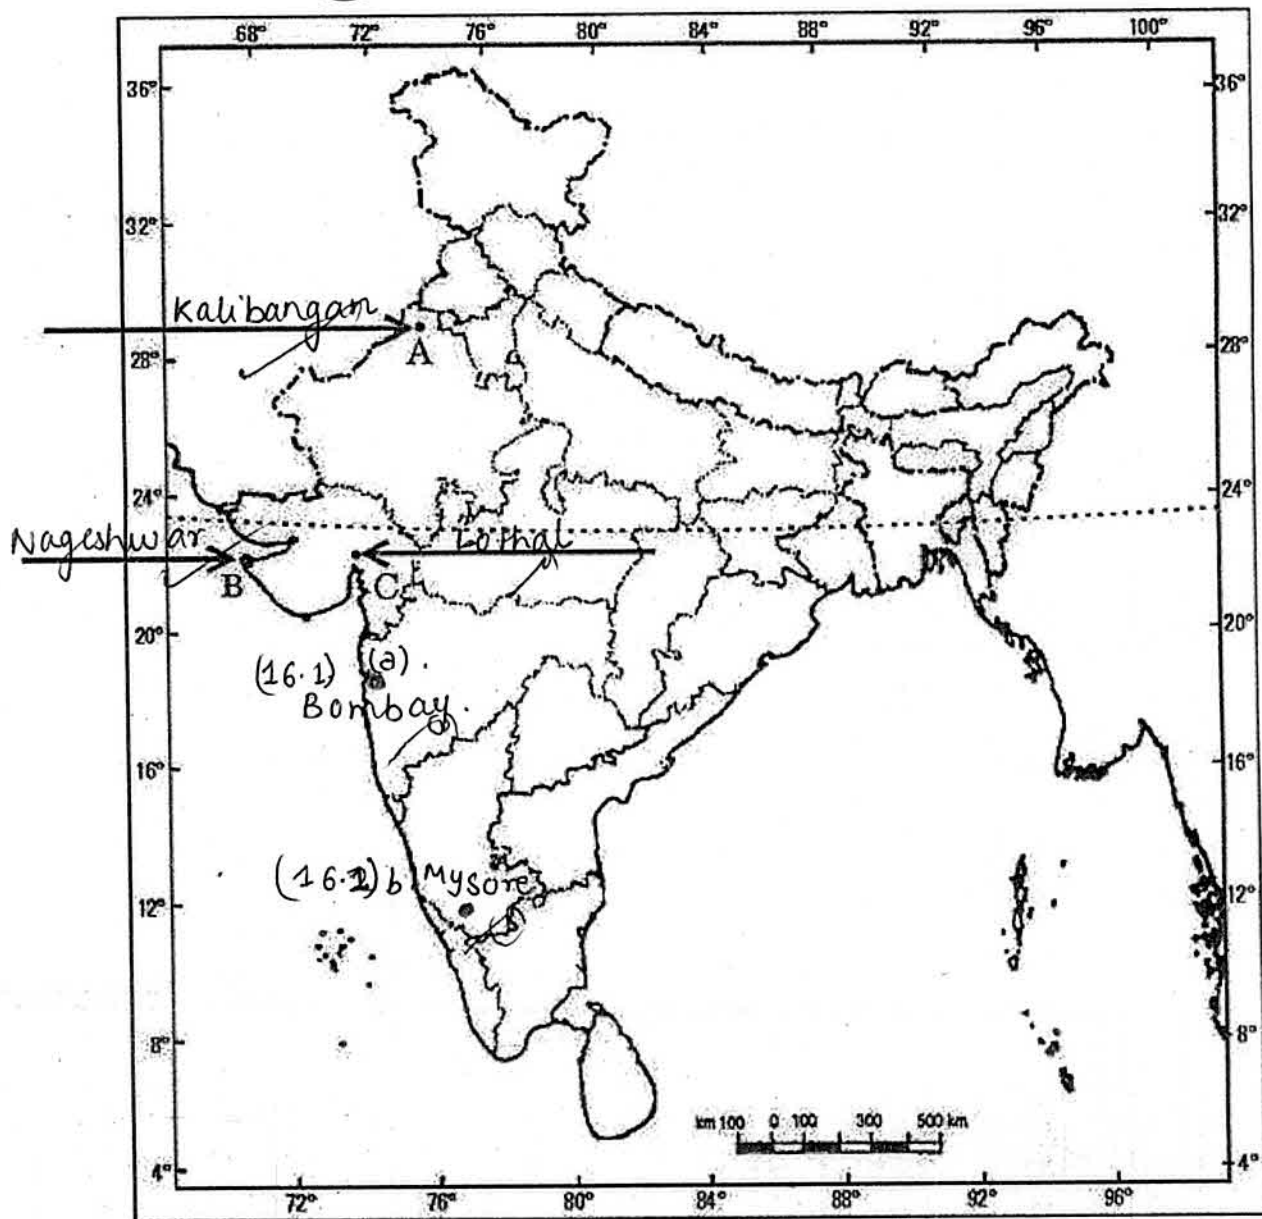 68° 72° 76° 80° 84° 88° 92° 96° 100°
36° 36°
32° 32°
Kalibangam
A
28° 28°
24° 24°
Nageshwar Lothal
B C
20° 20°
(16.1) (a).
Bombay.
16° 16°
(16.2) b Mysore
12° 12°
8° 8°
km 100 0 100 300 500 km
4° 4°
72° 76° 80° 84° 88° 92° 96°